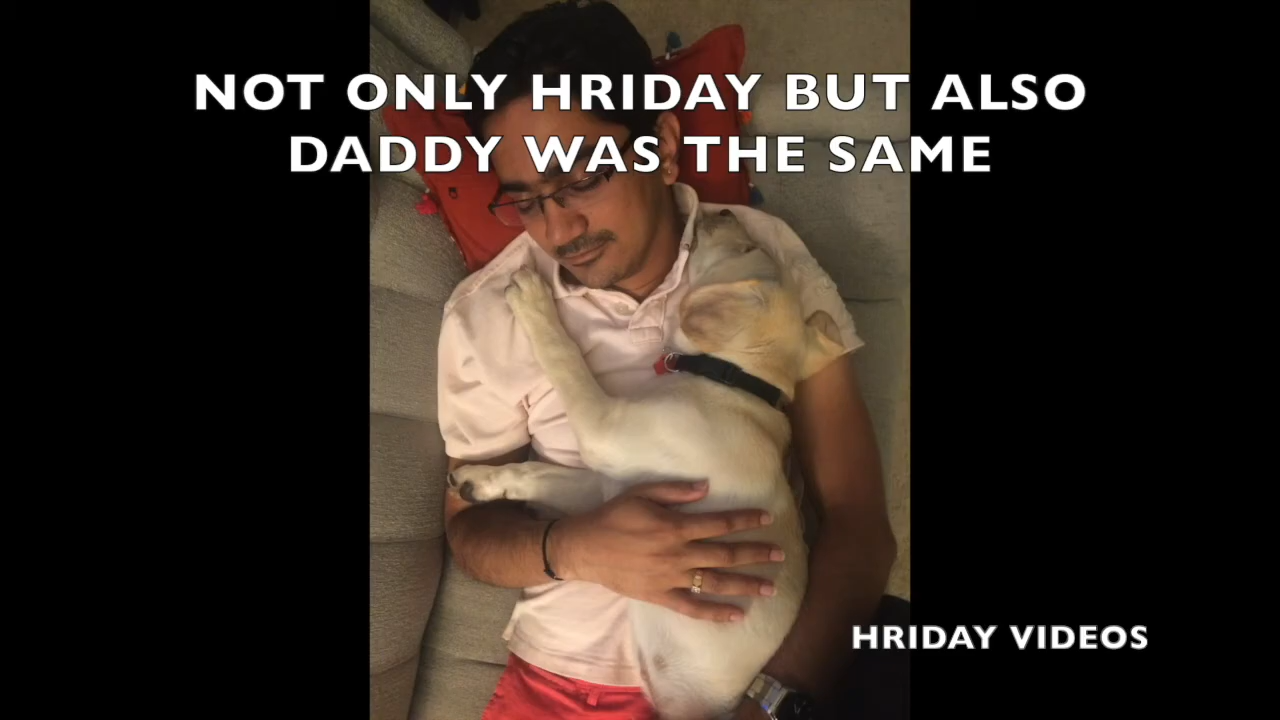 NOT ONLY HRIDAY BUT ALSO
DADDY WAS THE SAME
HRIDAY VIDEOS